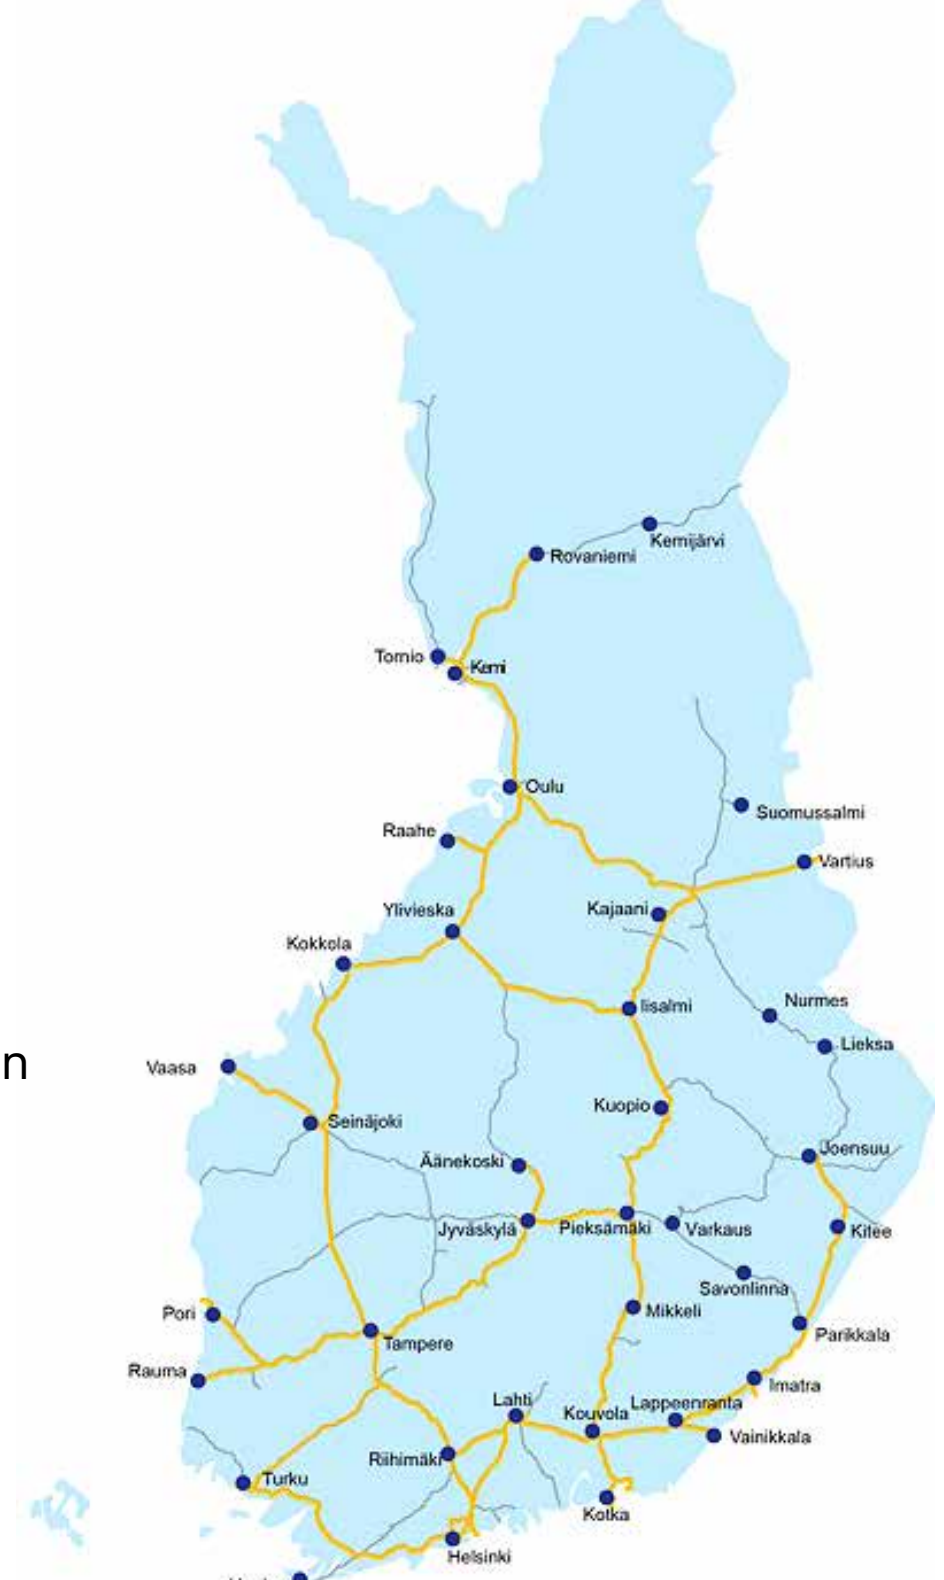 Kemijärvi
Rovaniemi
Tornio
Kemi
Oulu
Suomussalmi
Raahe
Vartius
Ylivieska
Kajaani
Kokkola
Iisalmi
Nurmes
Lieksa
n
Vaasa
Kuopio
Seinäjoki
Joensuu
Äänekoski
Jyväskylä
Pieksämäki
Varkaus
Kitee
Savonlinna
Pori
Mikkeli
Parikkala
Tampere
Rauma
Imatra
Lahti
Lappeenranta
Kouvola
Vainikkala
Riihimäki
Turku
Kotka
Helsinki